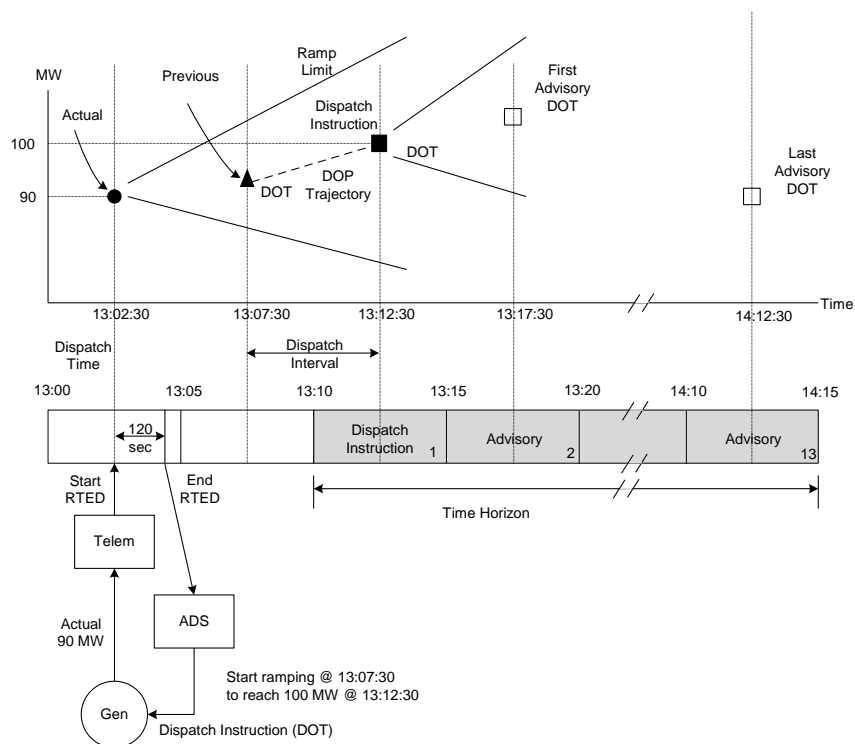 Ramp
Limit
First
Advisory
DOT
MW
Previous
Actual
Dispatch
Instruction
100
DOT
DOP
Trajectory
DOT
Last
Advisory
DOT
90
Time
13:02:30
13:07:30
13:12:30
13:17:30
14:12:30
Dispatch
Time
Dispatch
Interval
13:00
13:05
13:10
13:15
13:20
14:10
14:15
120
sec
Dispatch
Instruction
1
Advisory
2
Advisory
13
Start
RTED
End
RTED
Time Horizon
Telem
ADS
Actual
90 MW
Start ramping @ 13:07:30
to reach 100 MW @ 13:12:30
Gen
Dispatch Instruction (DOT)